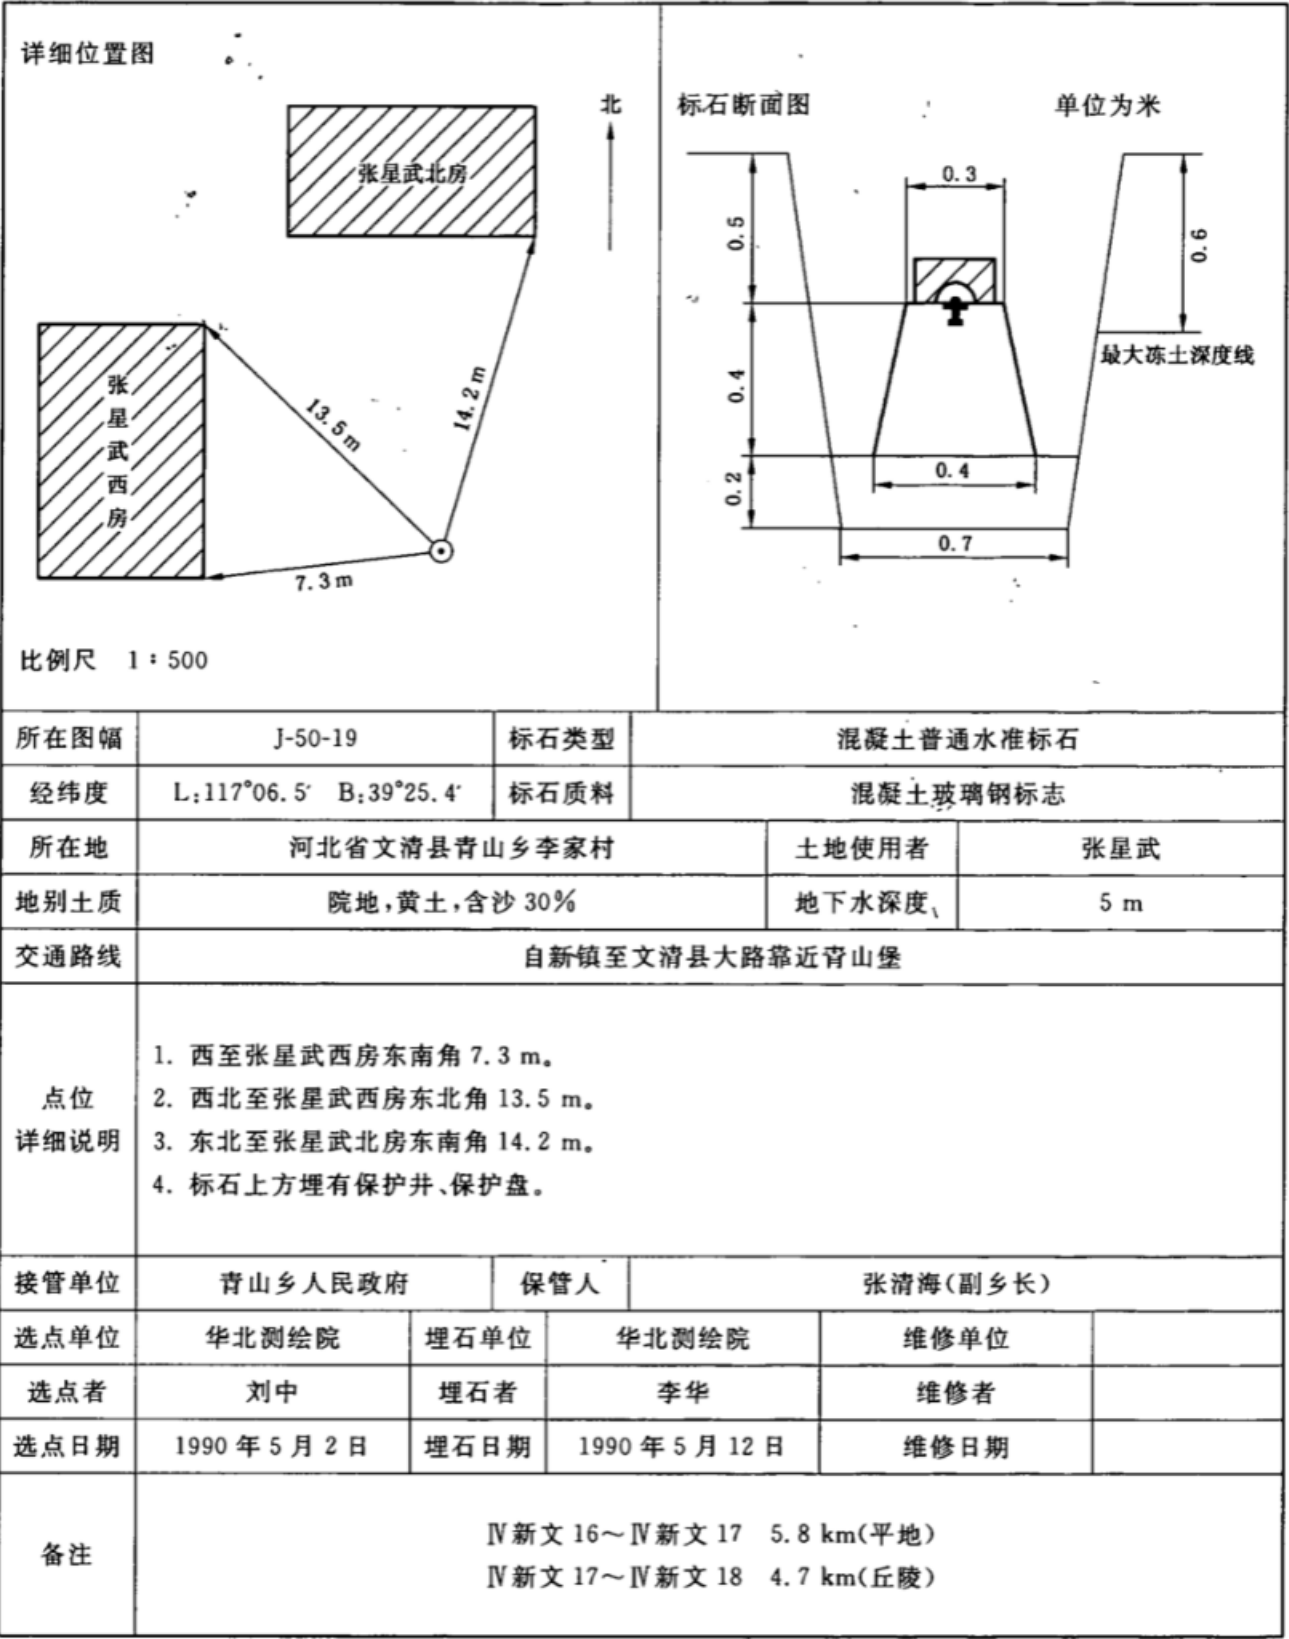 详细位置图
北
张星武北房
张星武西房
13.5 m
14.2 m
7.3 m
比例尺 1∶500
标石断面图 单位为米
0.3
0.5
0.6
最大冻土深度线
0.4
0.4
0.2
0.7
所在图幅 J-50-19 标石类型 混凝土普通水准标石
经纬度 L:117°06.5′ B:39°25.4′ 标石质料 混凝土玻璃钢标志
所在地 河北省文清县青山乡李家村 土地使用者 张星武
地别土质 院地,黄土,含沙 30% 地下水深度 5 m
交通路线 自新镇至文清县大路靠近青山堡
点位
详细说明
1. 西至张星武西房东南角 7.3 m。
2. 西北至张星武西房东北角 13.5 m。
3. 东北至张星武北房东南角 14.2 m。
4. 标石上方埋有保护井、保护盘。
接管单位 青山乡人民政府 保管人 张清海(副乡长)
选点单位 华北测绘院 埋石单位 华北测绘院 维修单位
选点者 刘中 埋石者 李华 维修者
选点日期 1990 年 5 月 2 日 埋石日期 1990 年 5 月 12 日 维修日期
备注
Ⅳ新文 16～Ⅳ新文 17 5.8 km(平地)
Ⅳ新文 17～Ⅳ新文 18 4.7 km(丘陵)